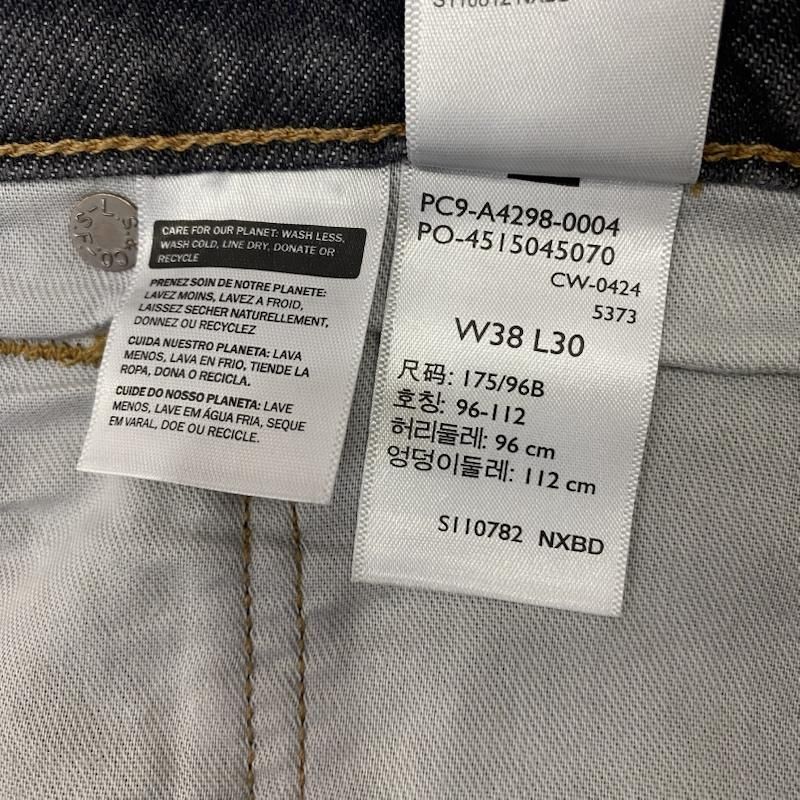 S110812 NXBD
L.S.&CO. S.F.
CARE FOR OUR PLANET: WASH LESS,
WASH COLD, LINE DRY, DONATE OR
RECYCLE
PRENEZ SOIN DE NOTRE PLANETE:
LAVEZ MOINS, LAVEZ A FROID,
LAISSEZ SECHER NATURELLEMENT,
DONNEZ OU RECYCLEZ
CUIDA NUESTRO PLANETA: LAVA
MENOS, LAVA EN FRIO, TIENDE LA
ROPA, DONA O RECICLA.
CUIDE DO NOSSO PLANETA: LAVE
MENOS, LAVE EM ÁGUA FRIA, SEQUE
EM VARAL, DOE OU RECICLE.
PC9-A4298-0004
PO-4515045070
CW-0424
5373
W38 L30
尺码: 175/96B
호칭: 96-112
허리둘레: 96 cm
엉덩이둘레: 112 cm
S110782 NXBD